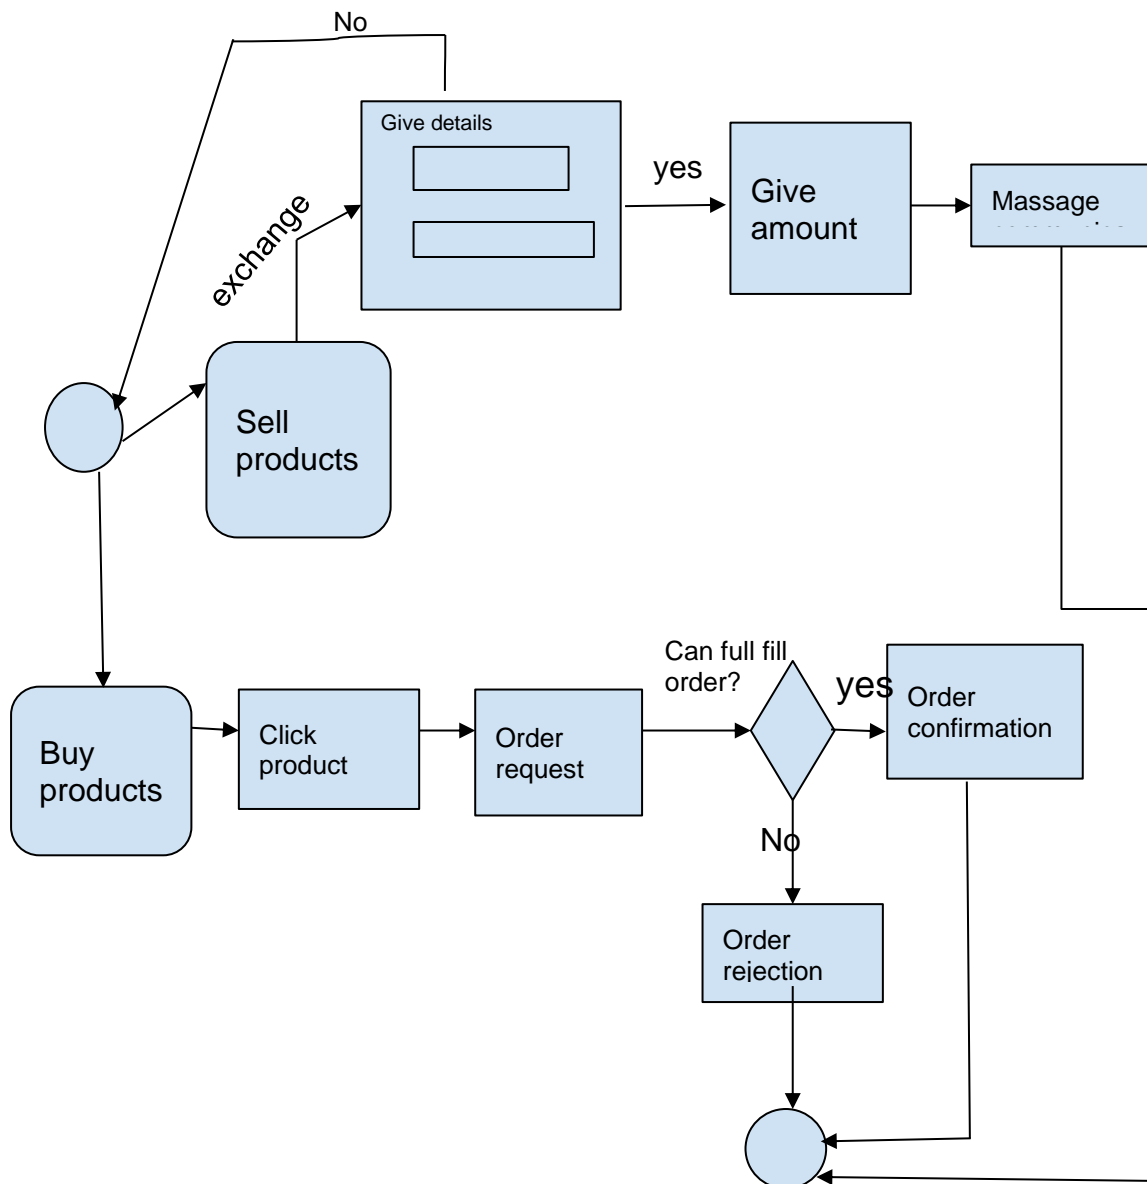 No
Give details
yes
Give
amount
Massage
exchange
Sell
products
Can full fill
order?
yes
Order
confirmation
Buy
products
Click
product
Order
request
No
Order
rejection